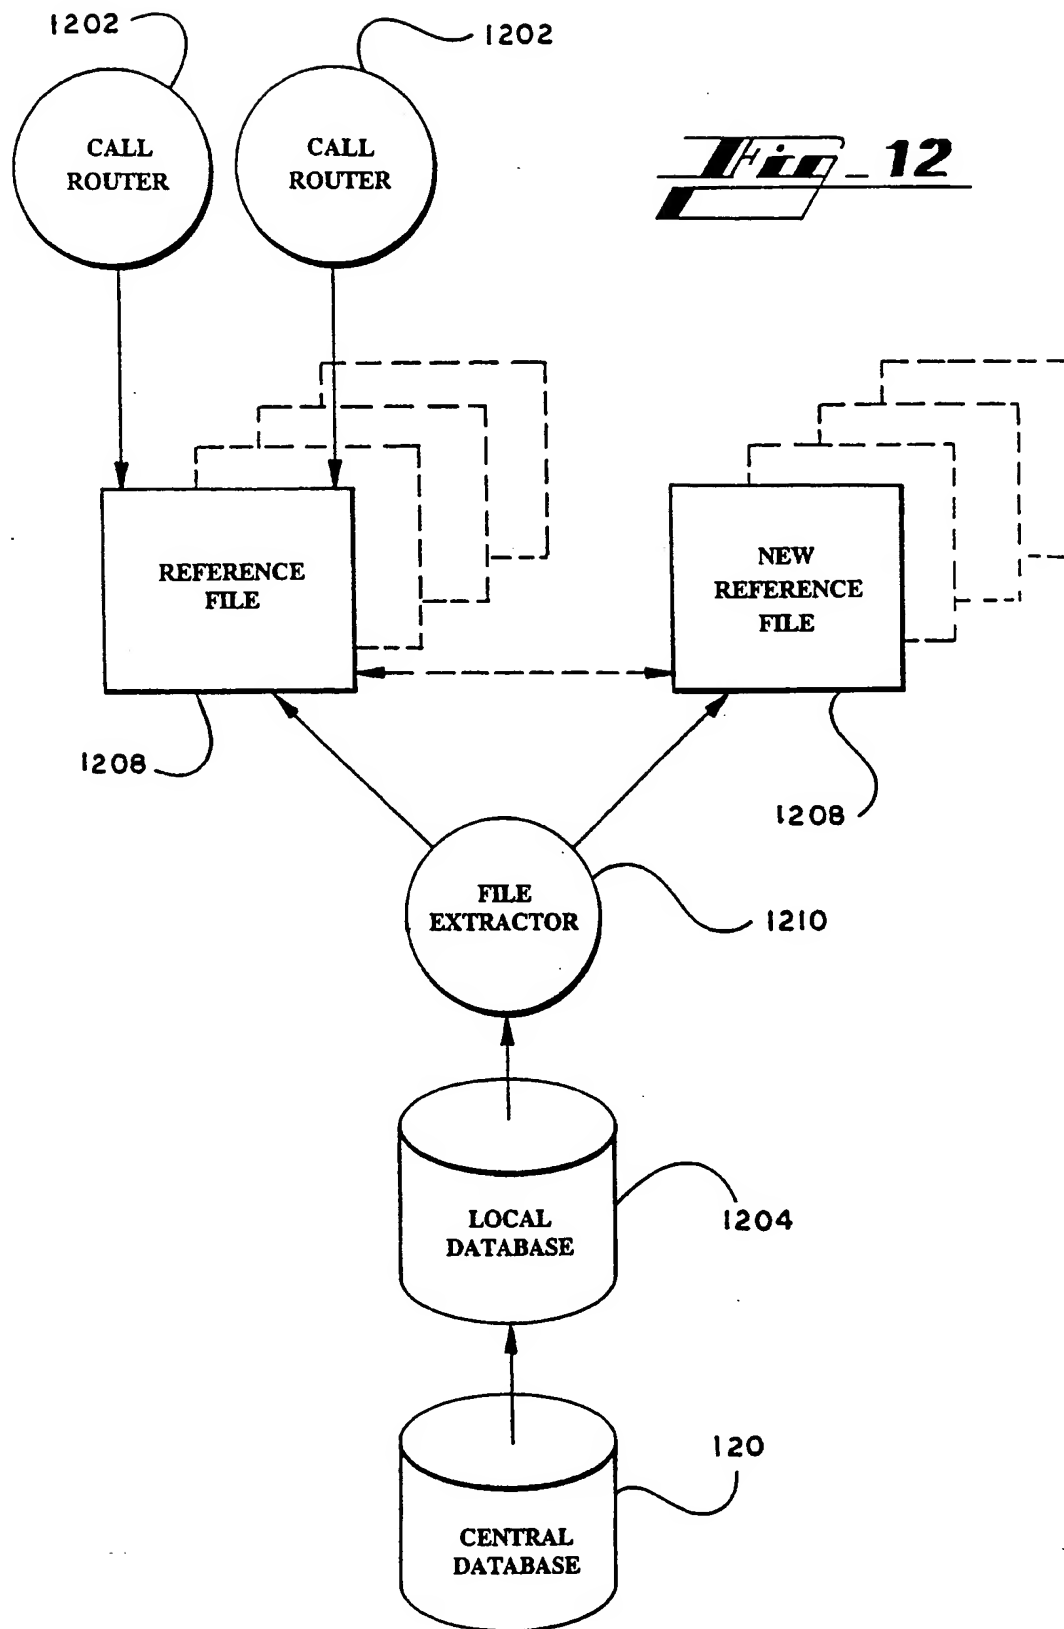 1202
1202
CALL
ROUTER
CALL
ROUTER
Fig_12
REFERENCE
FILE
NEW
REFERENCE
FILE
1208
1208
FILE
EXTRACTOR
1210
LOCAL
DATABASE
1204
120
CENTRAL
DATABASE